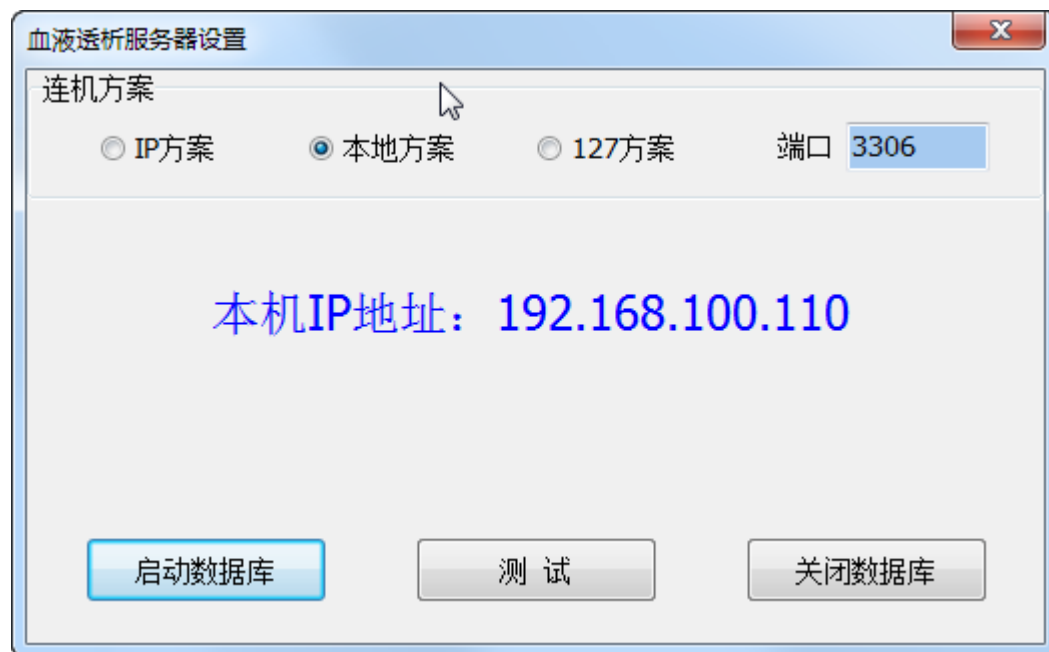 血液透析服务器设置
连机方案
IP方案 本地方案 127方案 端口 3306
本机IP地址：192.168.100.110
启动数据库 测 试 关闭数据库